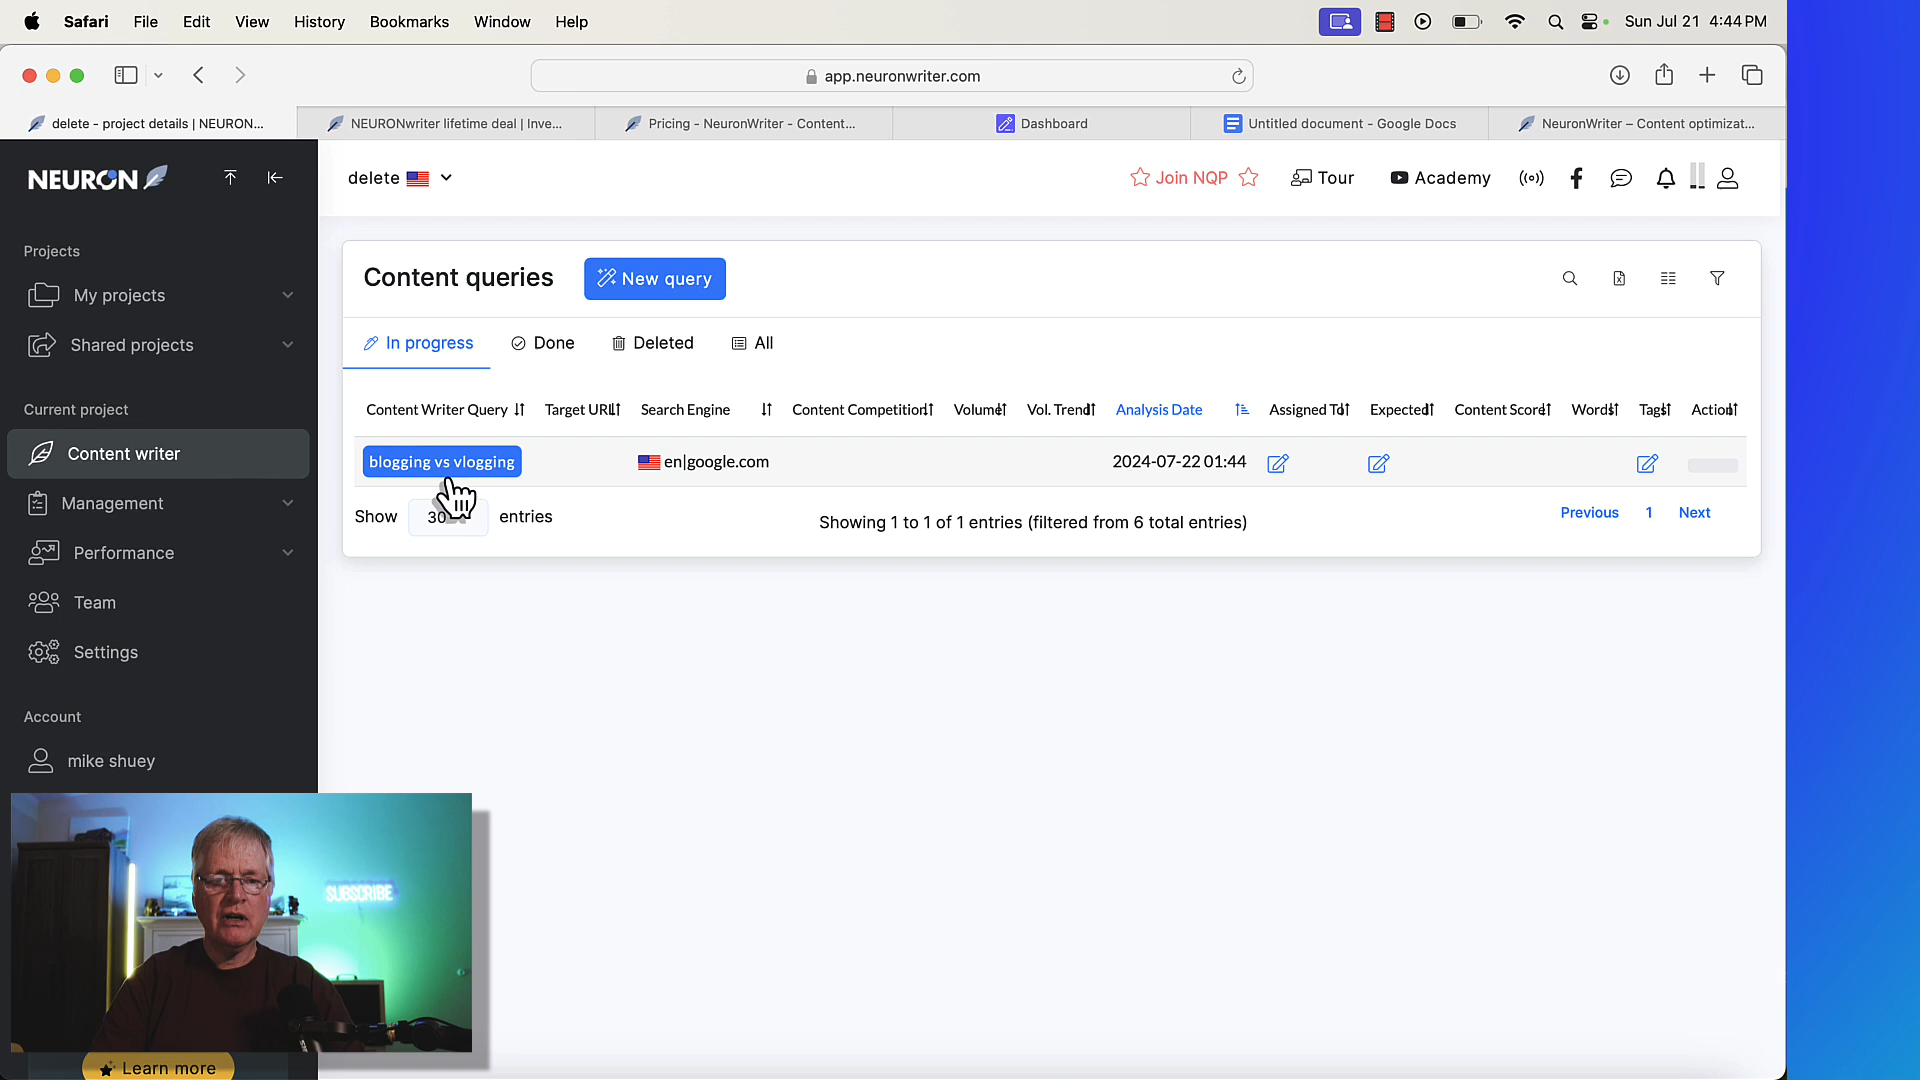 Safari File Edit View History Bookmarks Window Help Sun Jul 21 4:44 PM
app.neuronwriter.com
delete - project details | NEURON... NEURONwriter lifetime deal | Inve... Pricing - NeuronWriter - Content... Dashboard Untitled document - Google Docs NeuronWriter – Content optimizat...
NEURON
delete Join NQP Tour Academy
Projects
My projects
Shared projects
Current project
Content writer
Management
Performance
Team
Settings
Account
mike shuey
Learn more
Content queries New query
In progress Done Deleted All
Content Writer Query Target URL Search Engine Content Competition Volume Vol. Trend Analysis Date Assigned To Expected Content Score Words Tags Action
blogging vs vlogging en|google.com 2024-07-22 01:44
Show 30 entries Showing 1 to 1 of 1 entries (filtered from 6 total entries) Previous 1 Next
SUBSCRIBE